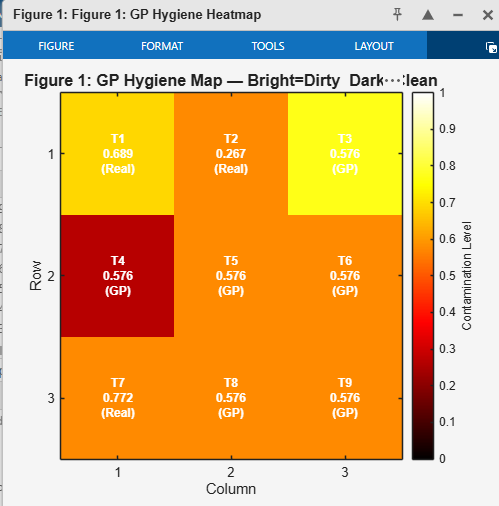 Figure 1: Figure 1: GP Hygiene Heatmap
FIGURE FORMAT TOOLS LAYOUT
Figure 1: GP Hygiene Map — Bright=Dirty Dark lean
T1
0.689
(Real)
T2
0.267
(Real)
T3
0.576
(GP)
T4
0.576
(GP)
T5
0.576
(GP)
T6
0.576
(GP)
T7
0.772
(Real)
T8
0.576
(GP)
T9
0.576
(GP)
1
2
3
Row
1 2 3
Column
1
0.9
0.8
0.7
0.6
0.5
0.4
0.3
0.2
0.1
0
Contamination Level